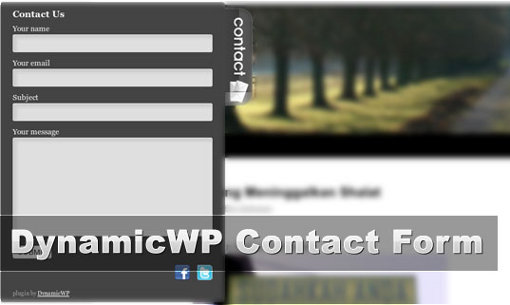 Contact Us
Your name
Your email
Subject
Your message
contact
Meninggalkan Shalat
DynamicWP Contact Form
plugin by DynamicWP